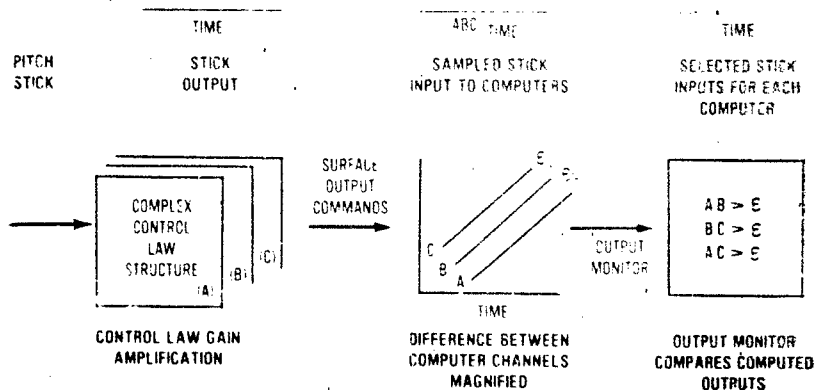 TIME
ABC TIME
TIME
PITCH
STICK
STICK
OUTPUT
SAMPLED STICK
INPUT TO COMPUTERS
SELECTED STICK
INPUTS FOR EACH
COMPUTER
COMPLEX
CONTROL
LAW
STRUCTURE
(A)
(B)
(C)
SURFACE
OUTPUT
COMMANDS
C
B
A
Є
Є
TIME
OUTPUT
MONITOR
AB > Є
BC > Є
AC > Є
CONTROL LAW GAIN
AMPLIFICATION
DIFFERENCE BETWEEN
COMPUTER CHANNELS
MAGNIFIED
OUTPUT MONITOR
COMPARES COMPUTED
OUTPUTS